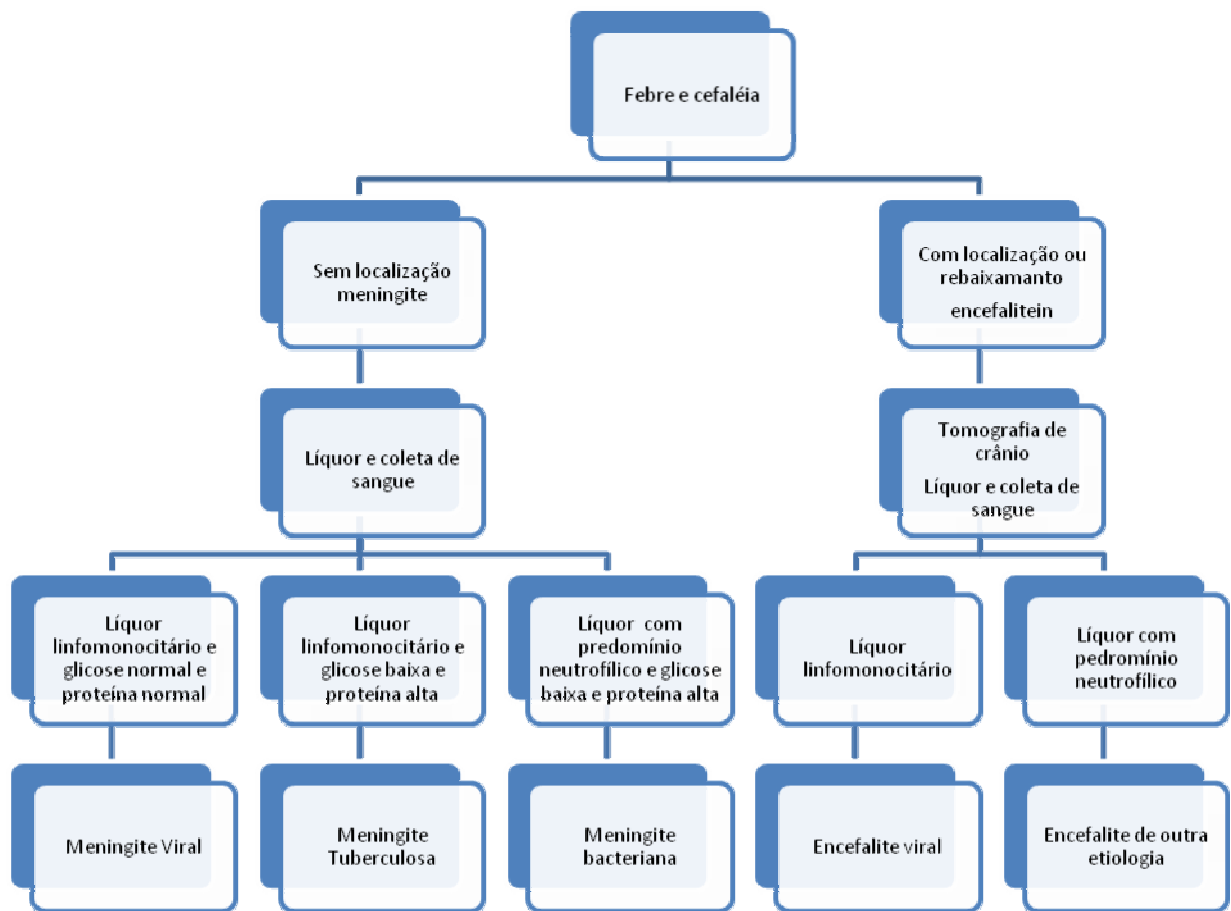 Febre e cefaléia
Sem localização
meningite
Com localização ou
rebaixamanto
encefalitein
Líquor e coleta de
sangue
Tomografia de
crânio
Líquor e coleta de
sangue
Líquor
linfomonocitário e
glicose normal e
proteína normal
Líquor
linfomonocitário e
glicose baixa e
proteína alta
Líquor com
predomínio
neutrofílico e glicose
baixa e proteína alta
Líquor
linfomonocitário
Líquor com
pedromínio
neutrofílico
Meningite Viral
Meningite
Tuberculosa
Meningite
bacteriana
Encefalite viral
Encefalite de outra
etiologia